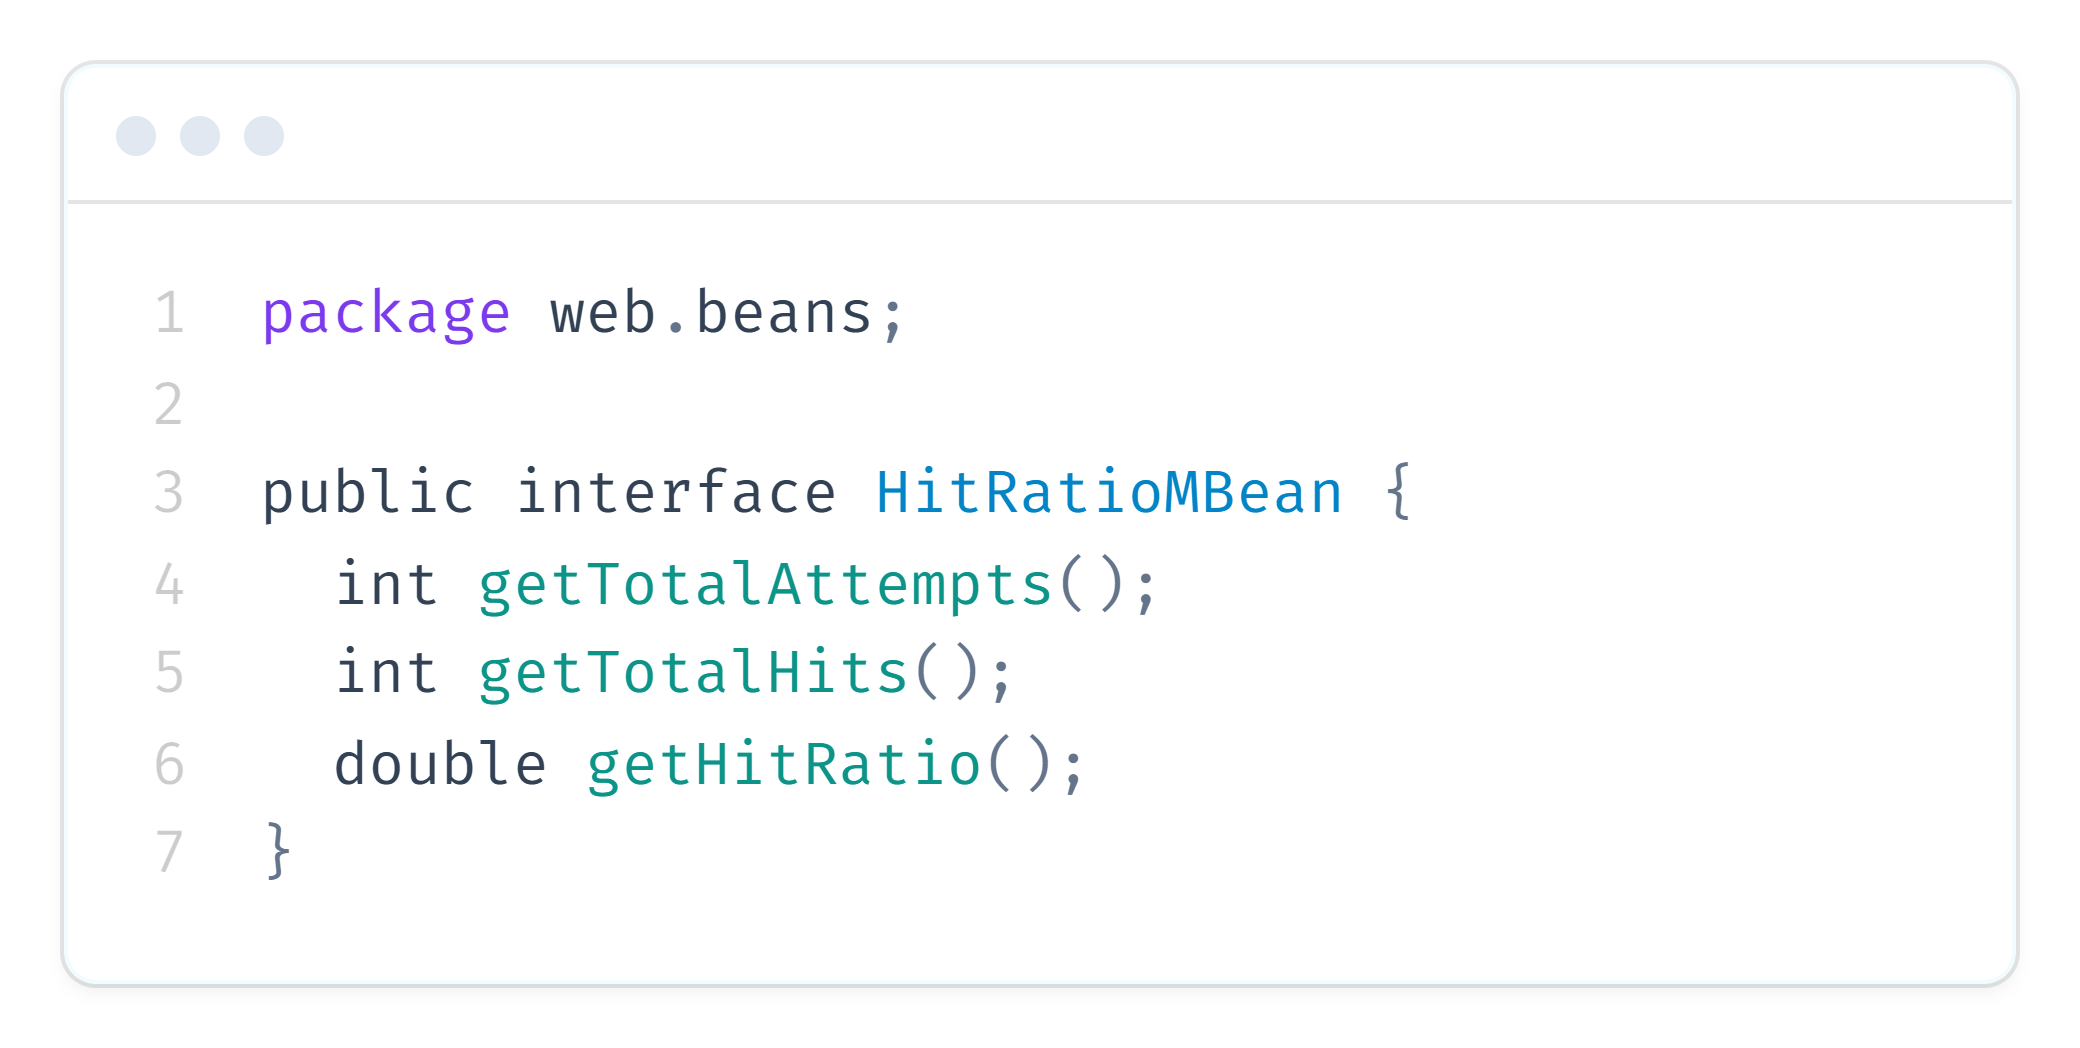 1 package web.beans;
2
3 public interface HitRatioMBean {
4   int getTotalAttempts();
5   int getTotalHits();
6   double getHitRatio();
7 }